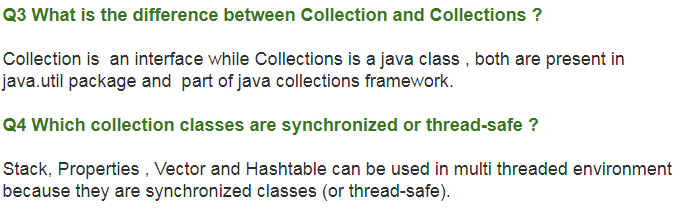 Q3 What is the difference between Collection and Collections ?
Collection is  an interface while Collections is a java class , both are present in
java.util package and  part of java collections framework.
Q4 Which collection classes are synchronized or thread-safe ?
Stack, Properties , Vector and Hashtable can be used in multi threaded environment
because they are synchronized classes (or thread-safe).